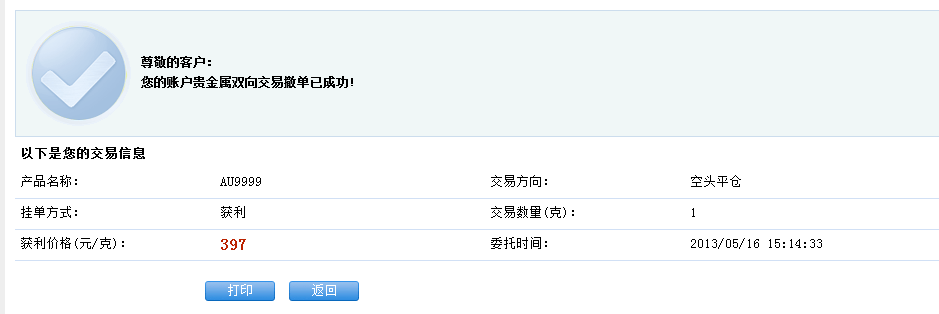 尊敬的客户：
您的账户贵金属双向交易撤单已成功!
以下是您的交易信息
产品名称： AU9999 交易方向： 空头平仓
挂单方式： 获利 交易数量(克)： 1
获利价格(元/克)： 397 委托时间： 2013/05/16 15:14:33
打印 返回